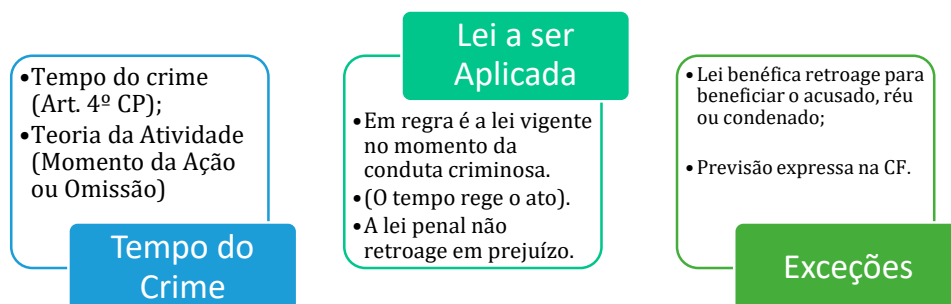 •Tempo do crime
(Art. 4º CP);
•Teoria da Atividade
(Momento da Ação
ou Omissão)
Tempo do
Crime
Lei a ser
Aplicada
•Em regra é a lei vigente
no momento da
conduta criminosa.
•(O tempo rege o ato).
•A lei penal não
retroage em prejuízo.
•Lei benéfica retroage para
beneficiar o acusado, réu
ou condenado;
•Previsão expressa na CF.
Exceções